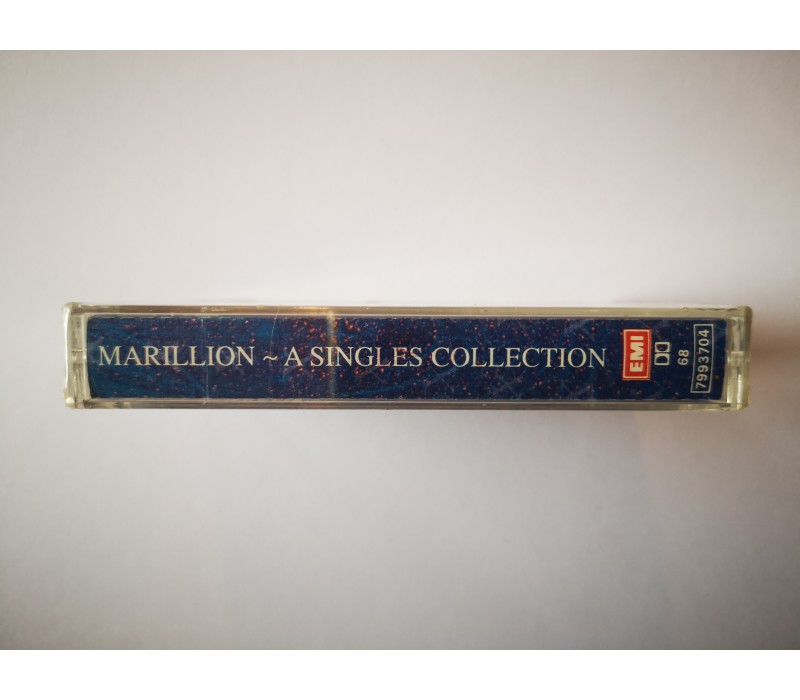 MARILLION ~ A SINGLES COLLECTION
EMI
68
7993704